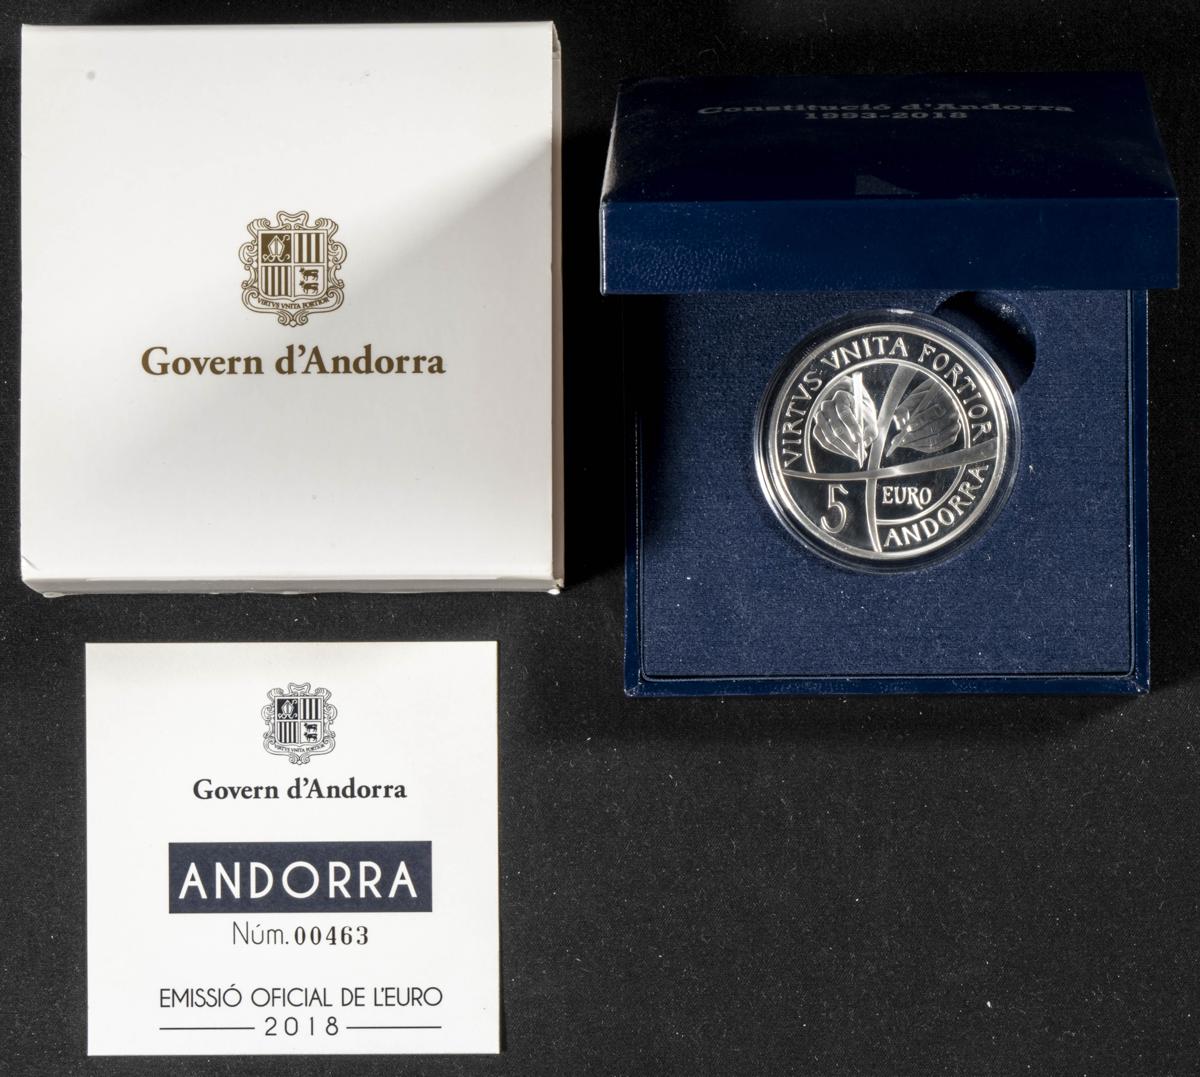 VIRTVS VNITA FORTIOR
Govern d'Andorra
Constitució d'Andorra
1993-2018
VIRTVS·VNITA FORTIOR
5 EURO
ANDORRA
VIRTVS VNITA FORTIOR
Govern d'Andorra
ANDORRA
Núm. 00463
EMISSIÓ OFICIAL DE L'EURO
2018